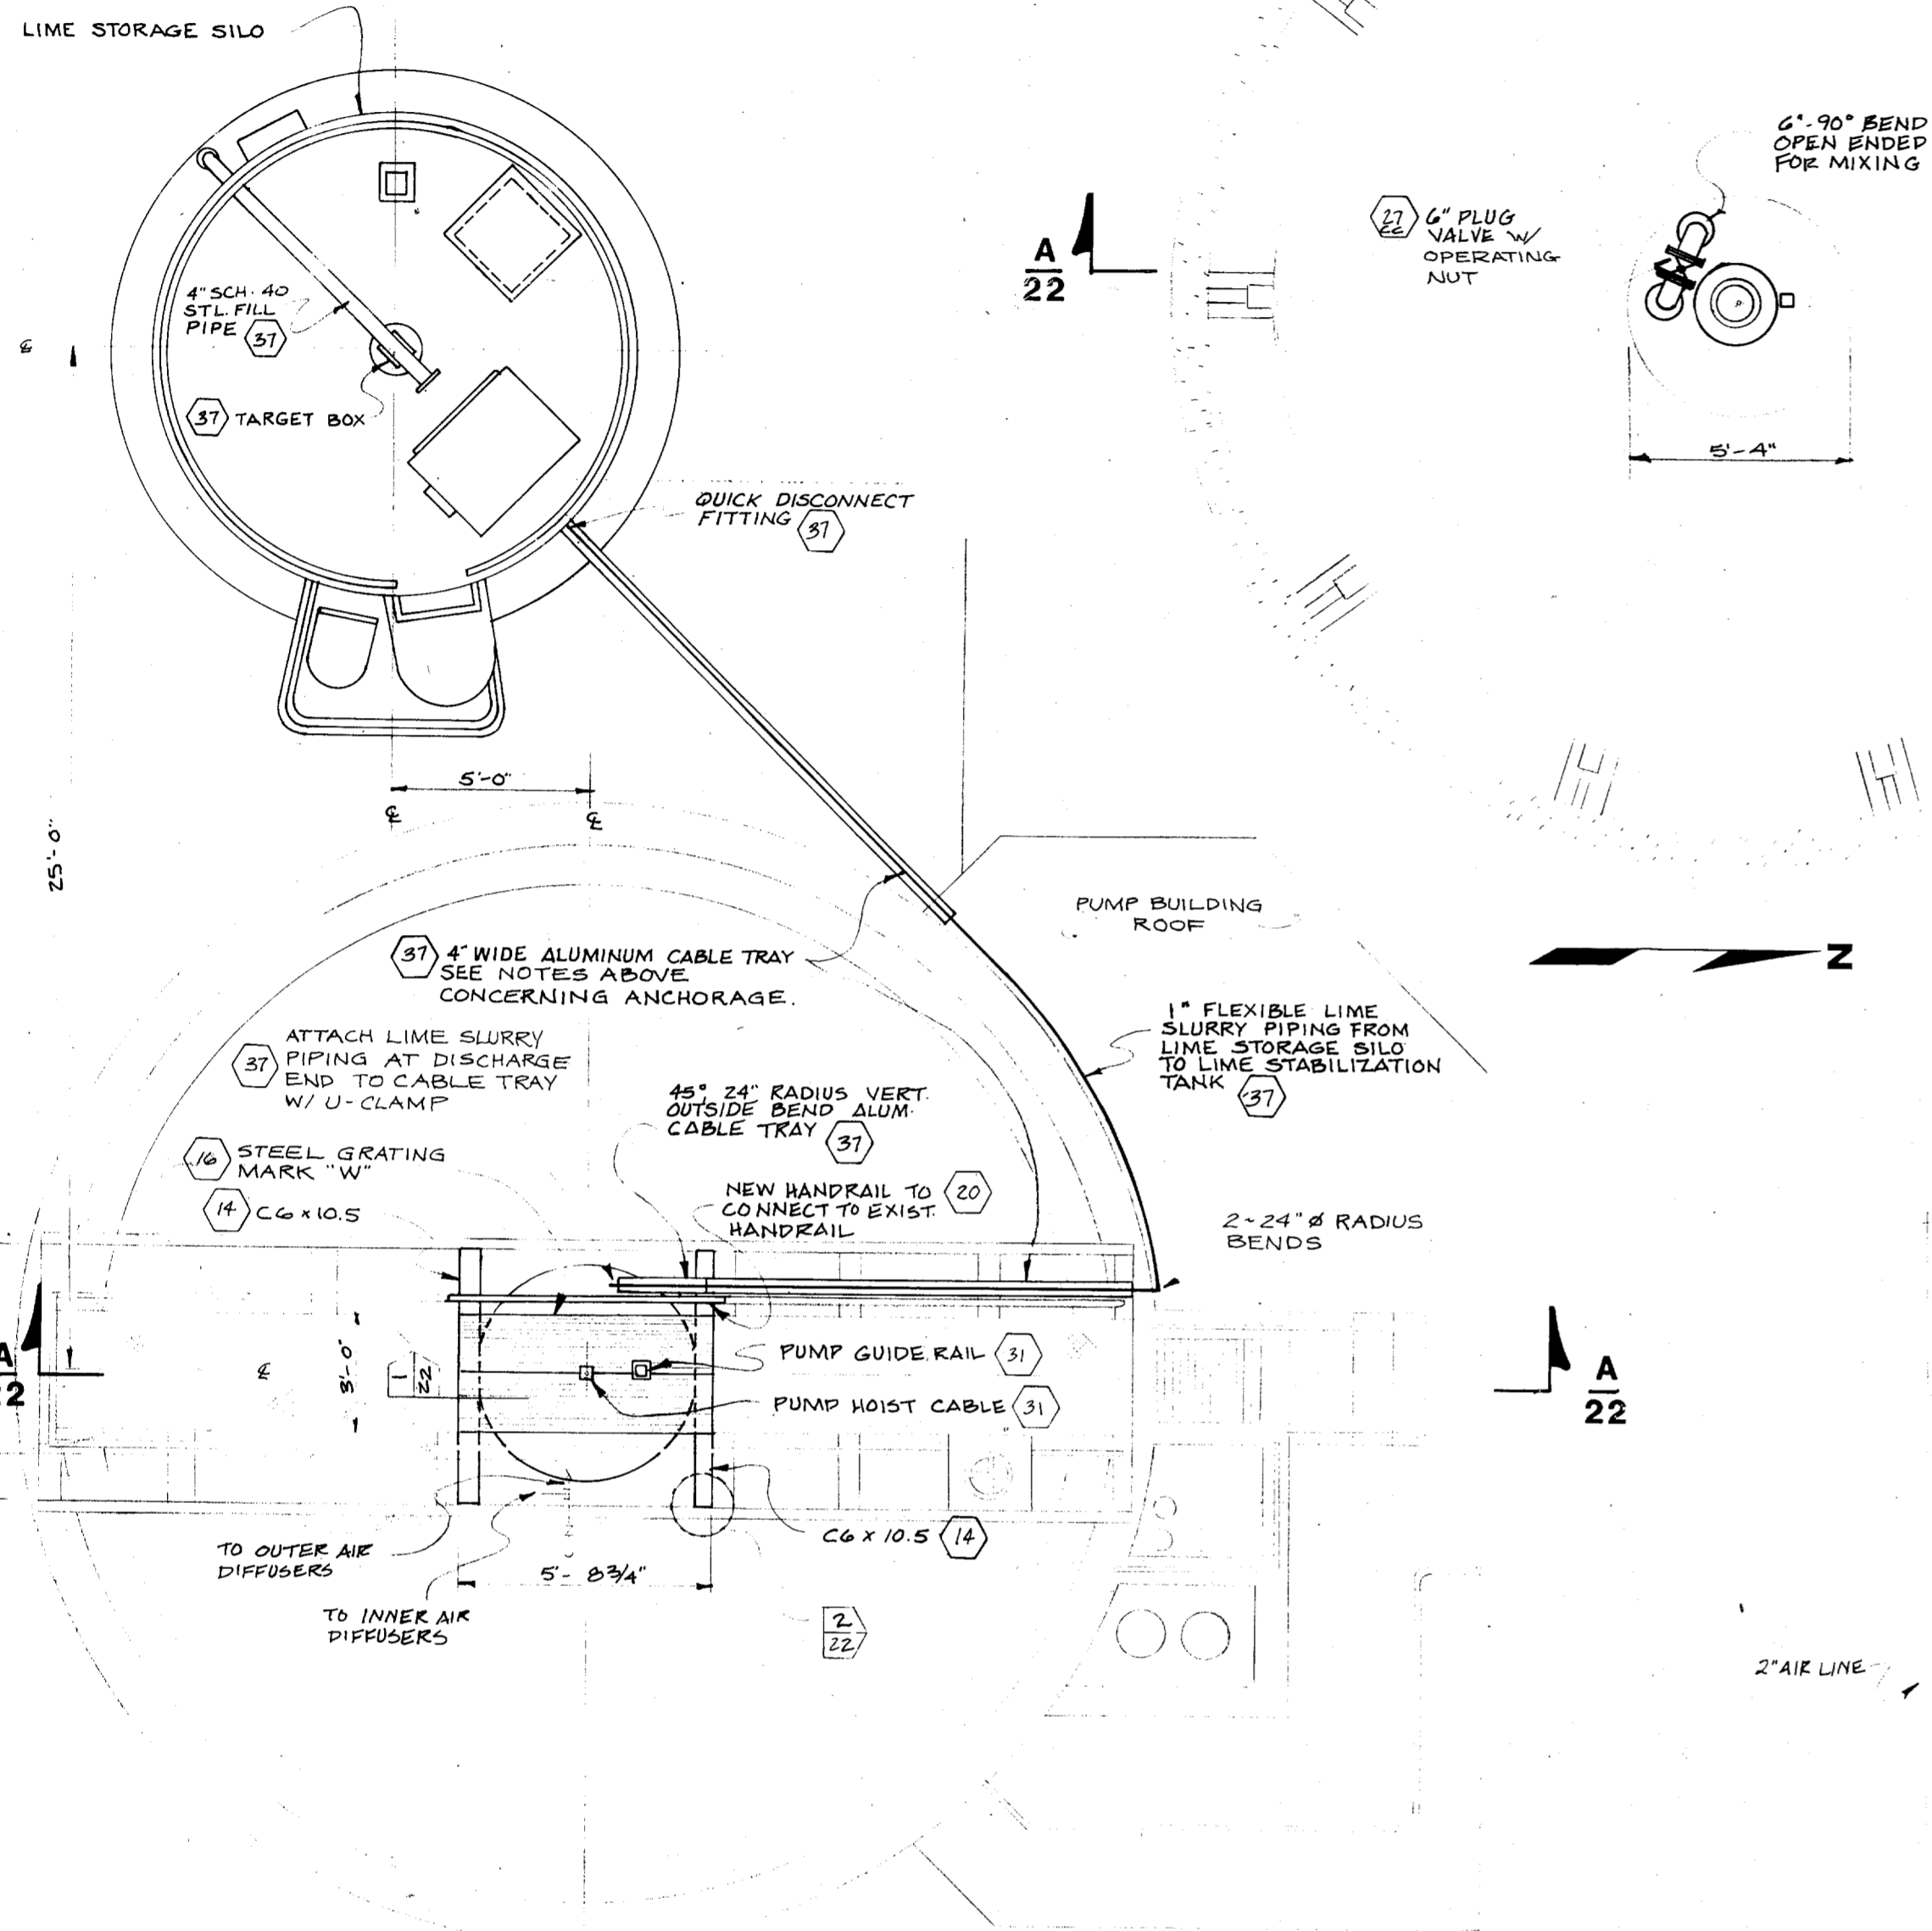 LIME STORAGE SILO
6"-90° BEND
OPEN ENDED
FOR MIXING
27
CC
6" PLUG
VALVE W/
OPERATING
NUT
A
22
4" SCH. 40
STL. FILL
PIPE 37
℄
37 TARGET BOX
5'-4"
QUICK DISCONNECT
FITTING 37
5'-0"
℄ ℄
25'-0"
PUMP BUILDING
ROOF
37 4" WIDE ALUMINUM CABLE TRAY
SEE NOTES ABOVE
CONCERNING ANCHORAGE.
N
1" FLEXIBLE LIME
SLURRY PIPING FROM
LIME STORAGE SILO
TO LIME STABILIZATION
TANK 37
37 ATTACH LIME SLURRY
PIPING AT DISCHARGE
END TO CABLE TRAY
W/ U-CLAMP
45°, 24" RADIUS VERT.
OUTSIDE BEND ALUM.
CABLE TRAY 37
16 STEEL GRATING
MARK "W"
14 C6 x 10.5
NEW HANDRAIL TO 20
CONNECT TO EXIST.
HANDRAIL
2~24" Ø RADIUS
BENDS
A
2
℄
3'-0"
1
22
PUMP GUIDE RAIL 31
PUMP HOIST CABLE 31
A
22
C6 x 10.5 14
TO OUTER AIR
DIFFUSERS
5'- 8 3/4"
TO INNER AIR
DIFFUSERS
2
22
2" AIR LINE